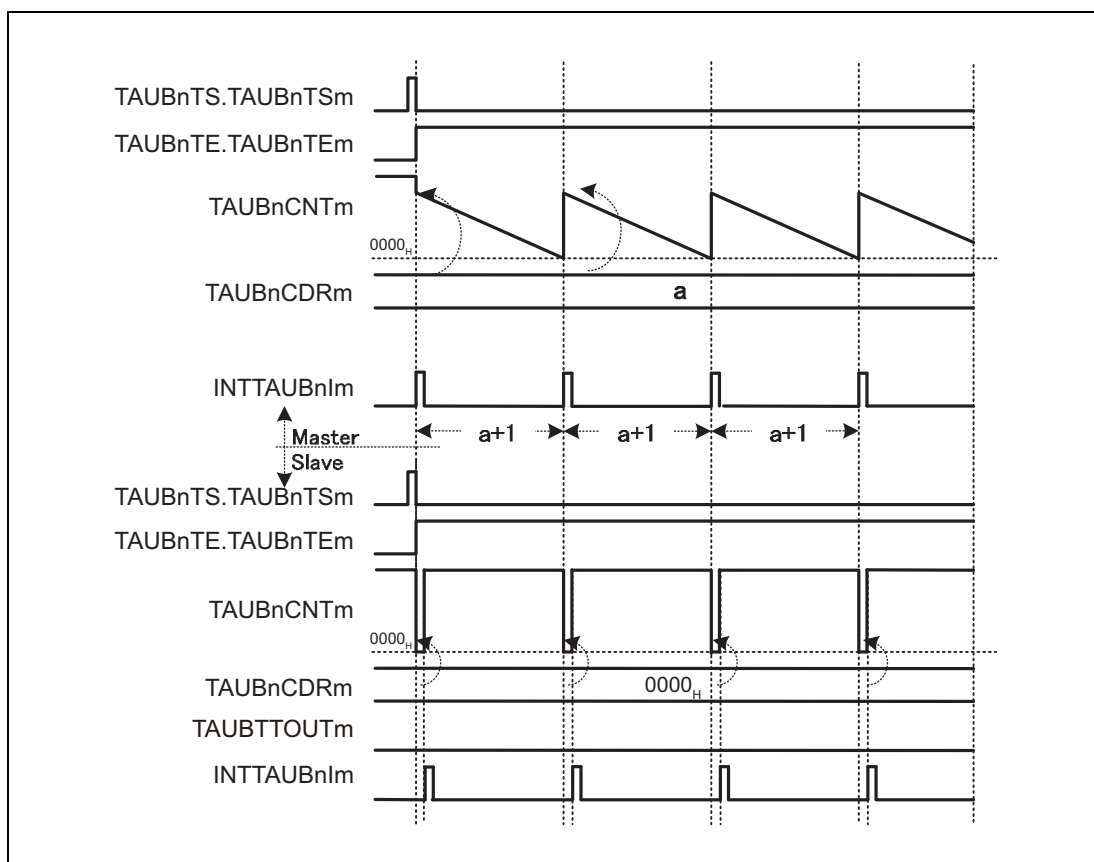 TAUBnTS.TAUBnTSm
TAUBnTE.TAUBnTEm
TAUBnCNTm
0000H
TAUBnCDRm
a
INTTAUBnIm
a+1 a+1 a+1
Master
Slave
TAUBnTS.TAUBnTSm
TAUBnTE.TAUBnTEm
TAUBnCNTm
0000H
TAUBnCDRm
0000H
TAUBTTOUTm
INTTAUBnIm